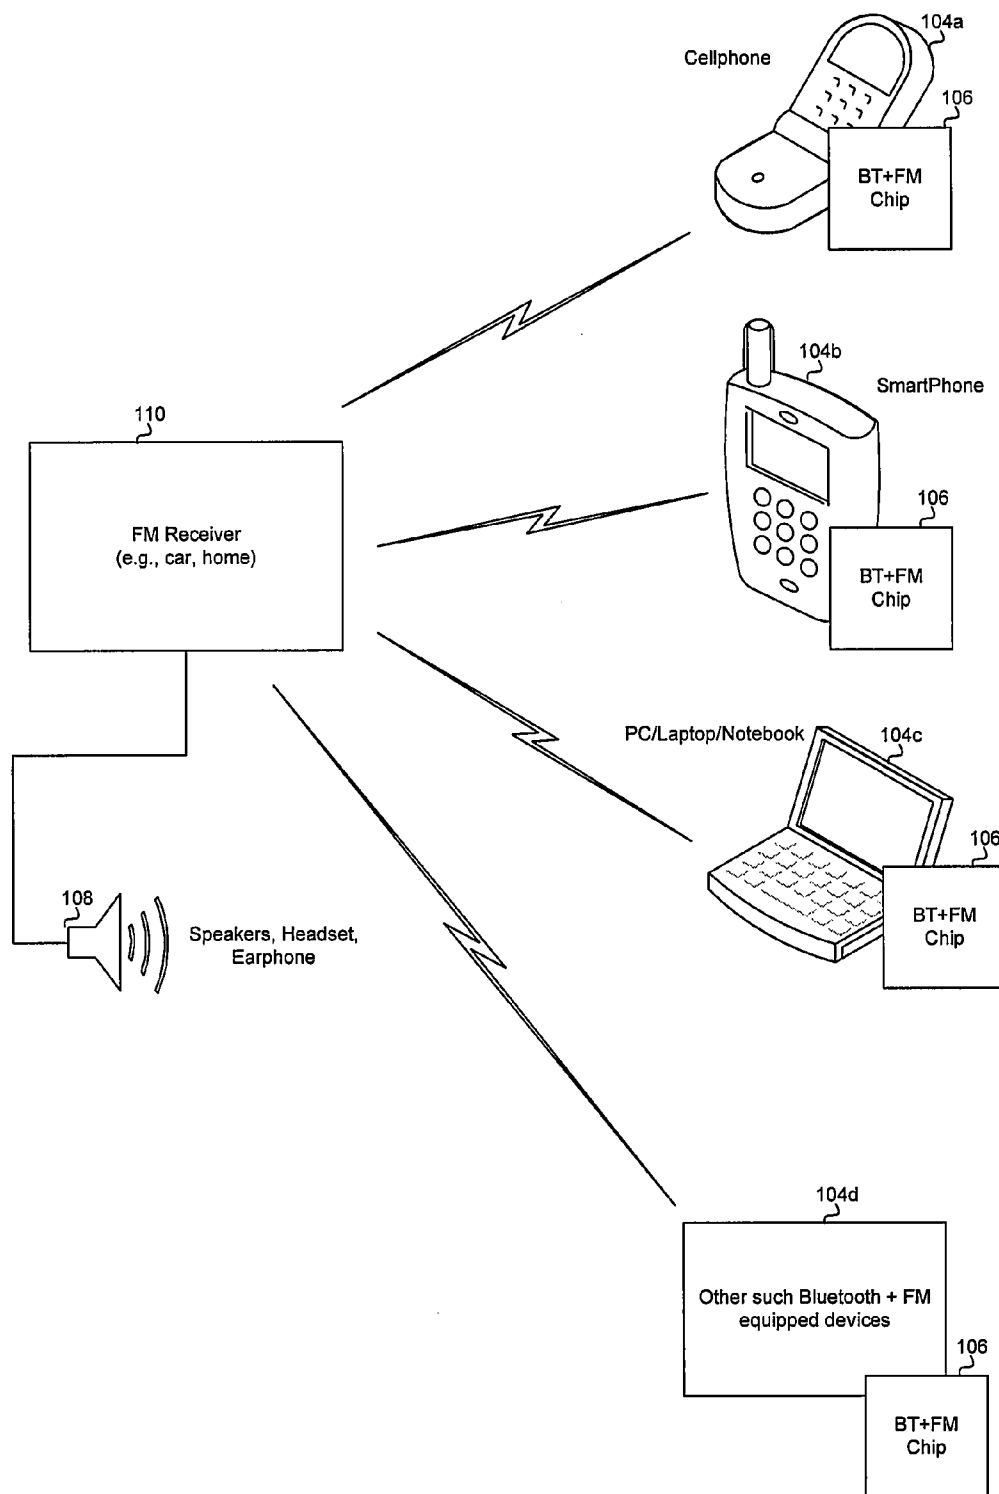 104a
Cellphone
106
BT+FM
Chip
104b
SmartPhone
110
106
FM Receiver
(e.g., car, home)
BT+FM
Chip
PC/Laptop/Notebook
104c
106
108
BT+FM
Chip
Speakers, Headset,
Earphone
104d
Other such Bluetooth + FM
equipped devices
106
BT+FM
Chip